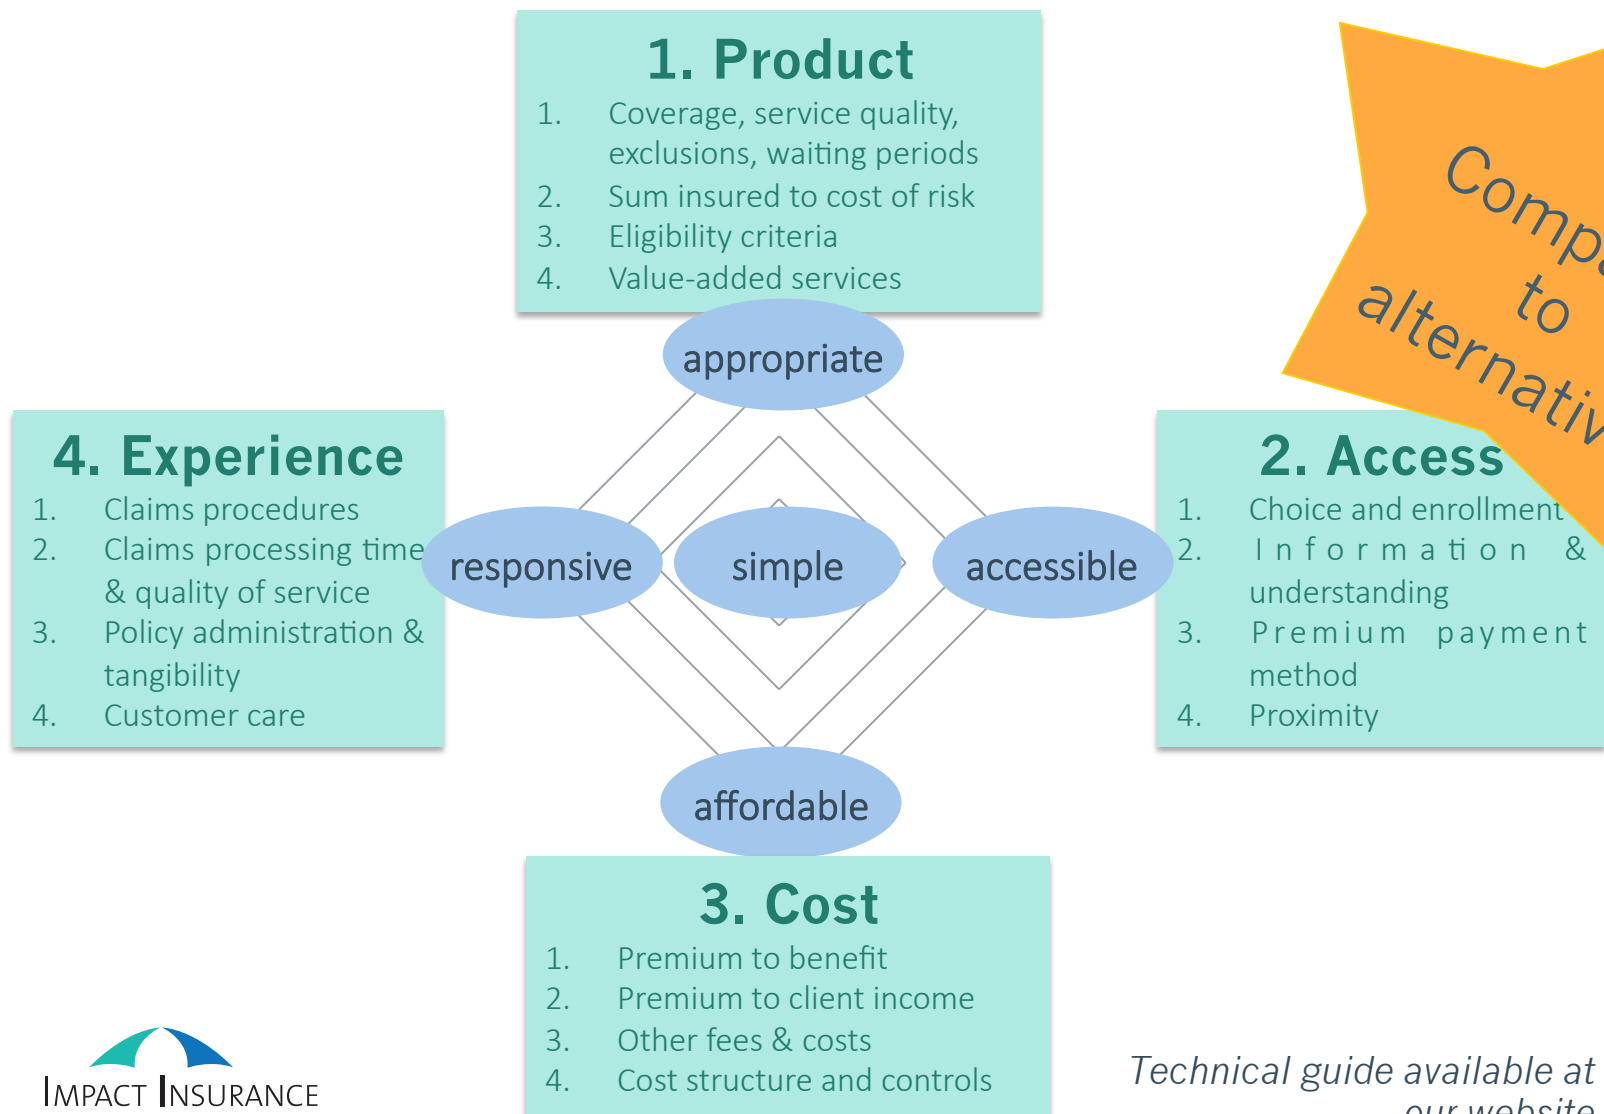 1. Product
1. Coverage, service quality,
exclusions, waiting periods
2. Sum insured to cost of risk
3. Eligibility criteria
4. Value-added services
to
appropriate
4. Experience
1. Claims procedures
2. Claims processing time
& quality of service
3. Policy administration &
tangibility
4. Customer care
responsive
simple
accessible
2. Access
1. Choice and enrollment
2. Information &
understanding
3. Premium payment
method
4. Proximity
affordable
3. Cost
1. Premium to benefit
2. Premium to client income
3. Other fees & costs
4. Cost structure and controls
IMPACT INSURANCE
Technical guide available at
our website